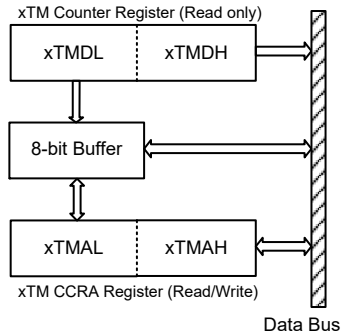 xTM Counter Register (Read only)
xTMDL xTMDH
8-bit Buffer
xTMAL xTMAH
xTM CCRA Register (Read/Write)
Data Bus